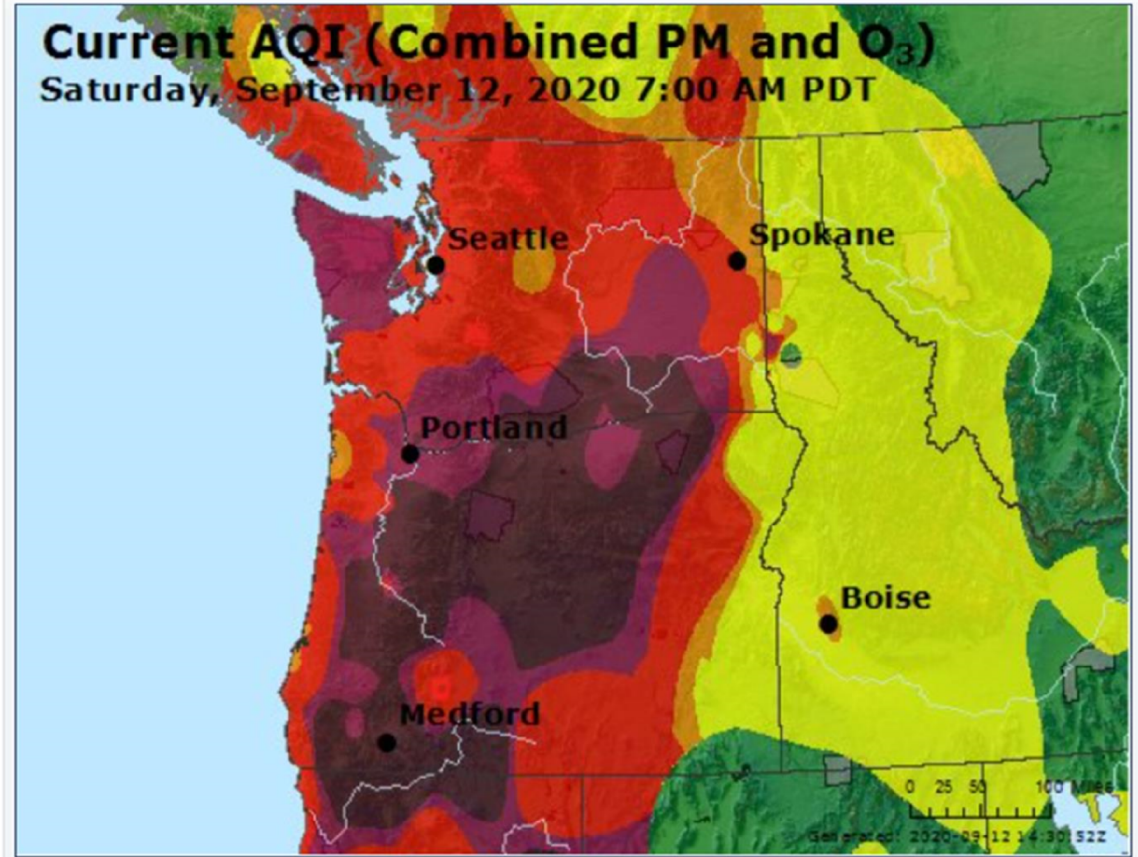 Current AQI (Combined PM and O₃)
Saturday, September 12, 2020 7:00 AM PDT
Seattle
Spokane
Portland
Boise
Medford
0 25 50 100 Miles
Generated: 2020-09-12 14:30:52Z